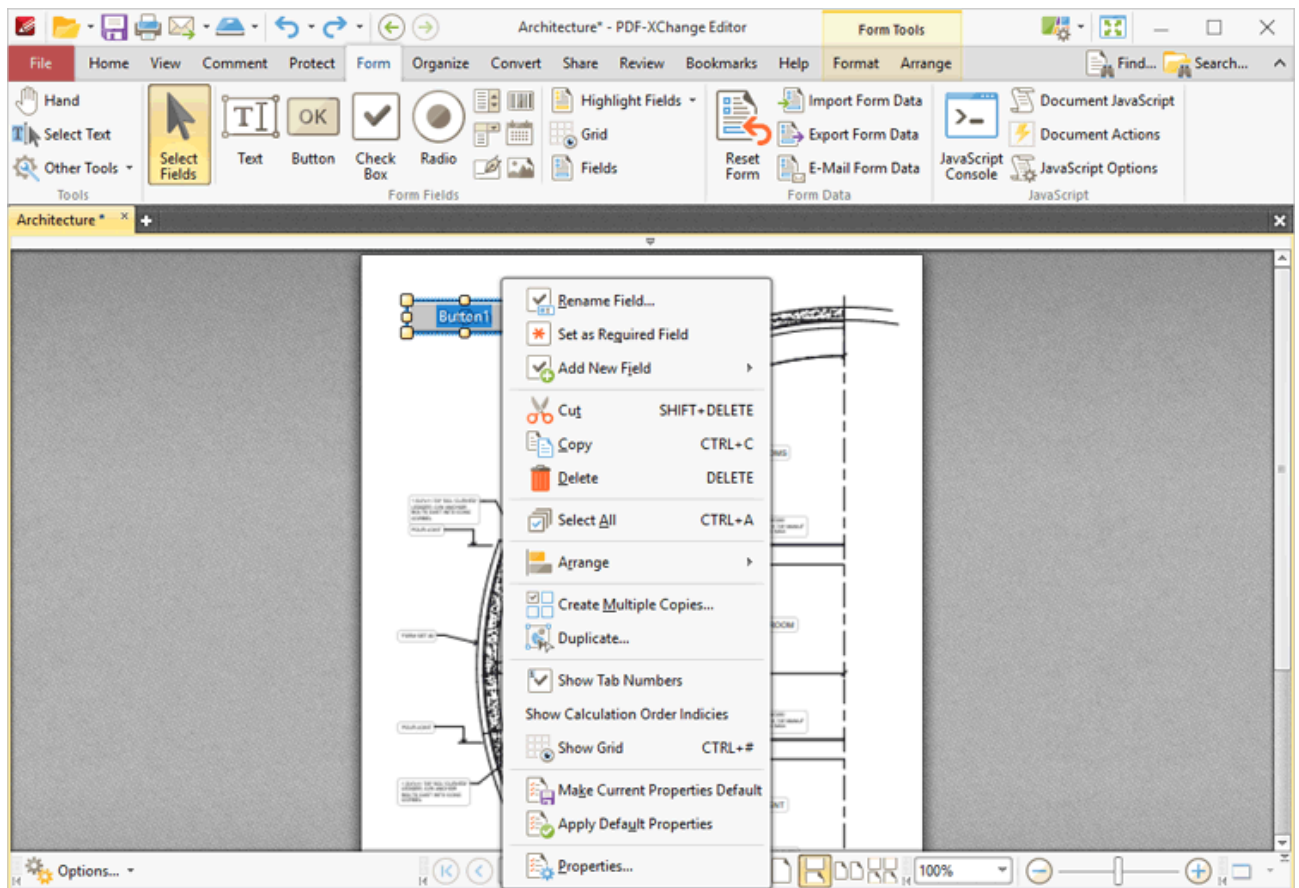 Architecture* - PDF-XChange Editor
Form Tools
File Home View Comment Protect Form Organize Convert Share Review Bookmarks Help Format Arrange Find... Search...
Hand
Select Text
Other Tools
Tools
Select Fields
Text
Button
OK
Check Box
Radio
Form Fields
Highlight Fields
Grid
Fields
Reset Form
Import Form Data
Export Form Data
E-Mail Form Data
Form Data
JavaScript Console
Document JavaScript
Document Actions
JavaScript Options
JavaScript
Architecture *
Button1
Rename Field...
Set as Required Field
Add New Field
Cut SHIFT+DELETE
Copy CTRL+C
Delete DELETE
Select All CTRL+A
Arrange
Create Multiple Copies...
Duplicate...
Show Tab Numbers
Show Calculation Order Indicies
Show Grid CTRL+#
Make Current Properties Default
Apply Default Properties
Properties...
Options...
100%